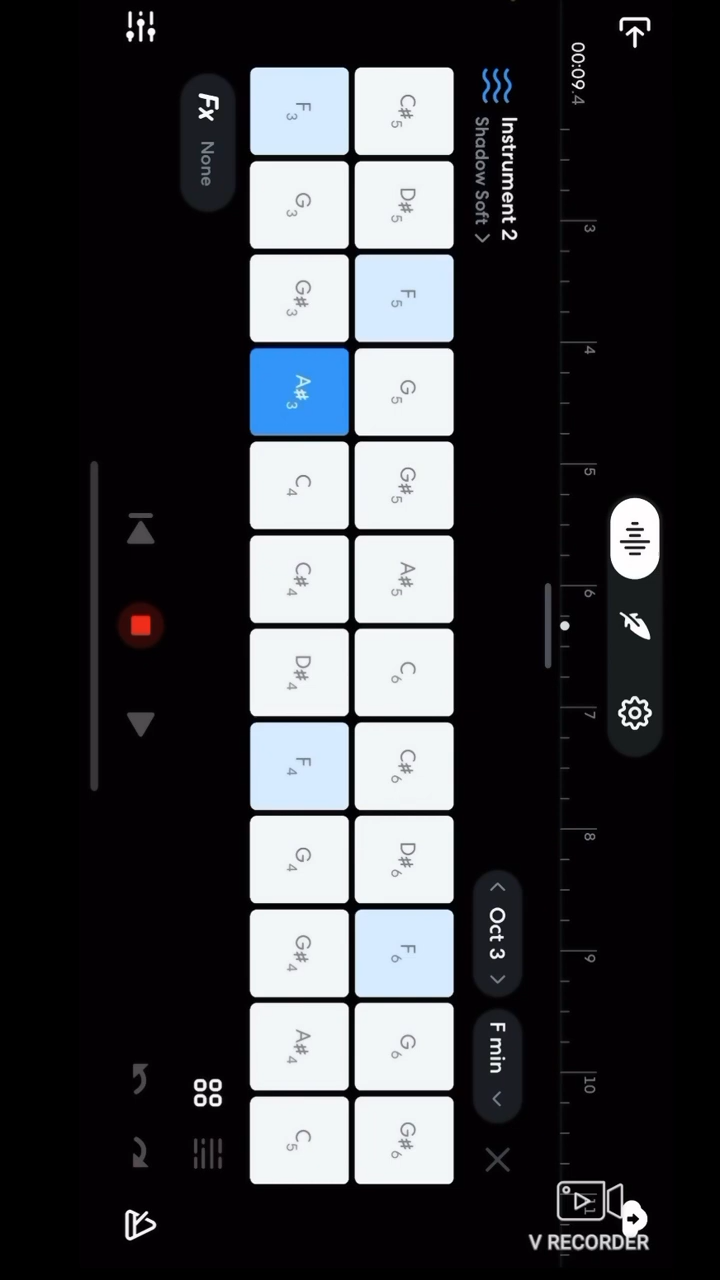 00:09.4
3 4 5 6 7 8 9 10 11
Instrument 2
Shadow Soft
Oct 3
F min
C#5 D#5 F5 G5 G#5 A#5 C6 C#6 D#6 F6 G6 G#6
F3 G3 G#3 A#3 C4 C#4 D#4 F4 G4 G#4 A#4 C5
Fx None
V RECORDER